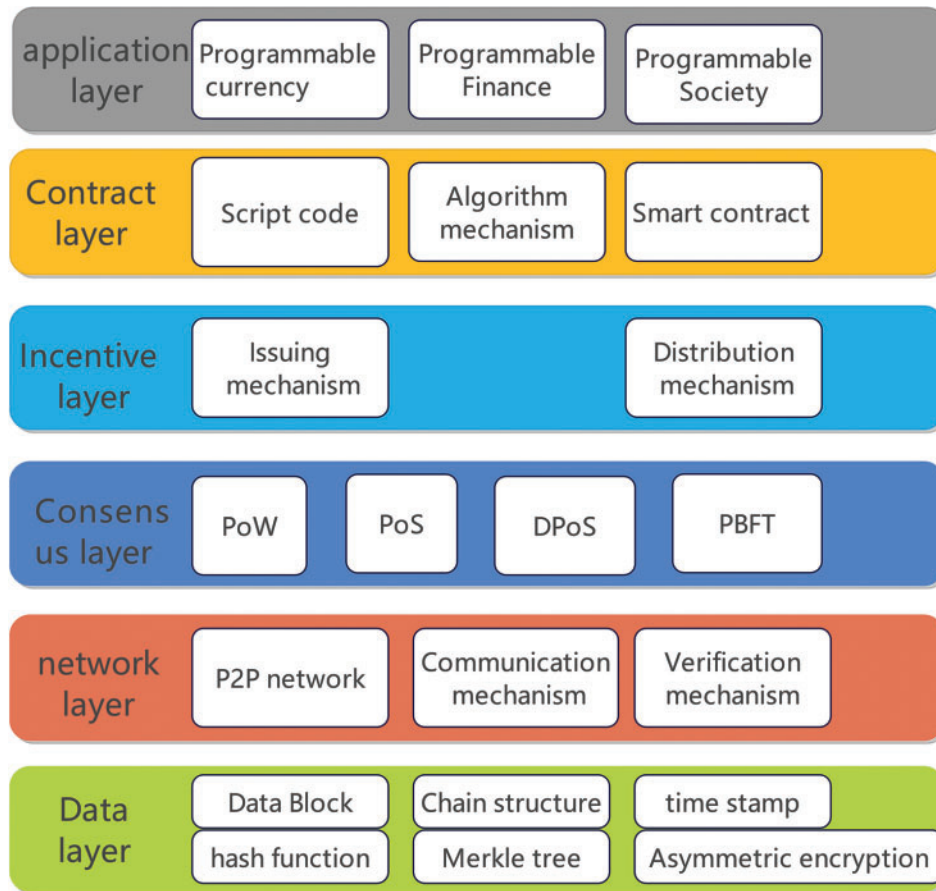 application
layer
Programmable
currency
Programmable
Finance
Programmable
Society
Contract
layer
Script code
Algorithm
mechanism
Smart contract
Incentive
layer
Issuing
mechanism
Distribution
mechanism
Consens
us layer
PoW
PoS
DPoS
PBFT
network
layer
P2P network
Communication
mechanism
Verification
mechanism
Data
layer
Data Block
Chain structure
time stamp
hash function
Merkle tree
Asymmetric encryption